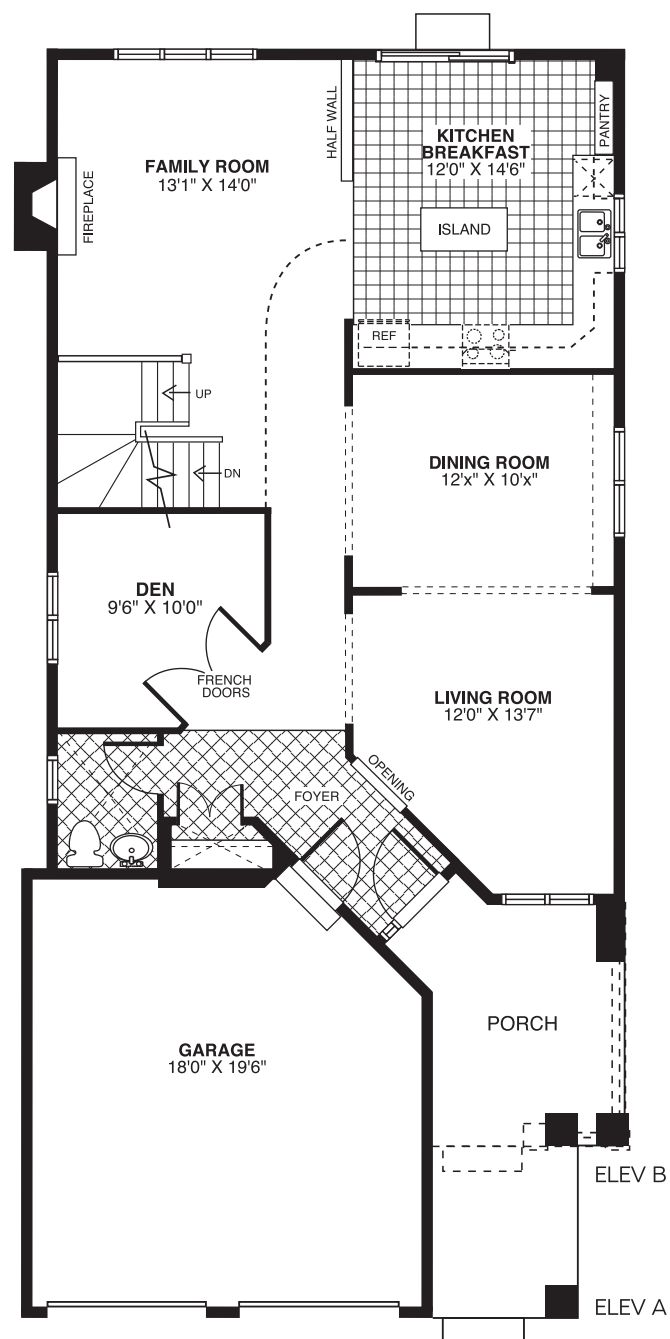 FAMILY ROOM
13'1" X 14'0"
FIREPLACE
HALF WALL
KITCHEN
BREAKFAST
12'0" X 14'6"
PANTRY
ISLAND
REF
UP
DN
DINING ROOM
12'x" X 10'x"
DEN
9'6" X 10'0"
FRENCH
DOORS
LIVING ROOM
12'0" X 13'7"
OPENING
FOYER
PORCH
GARAGE
18'0" X 19'6"
ELEV B
ELEV A